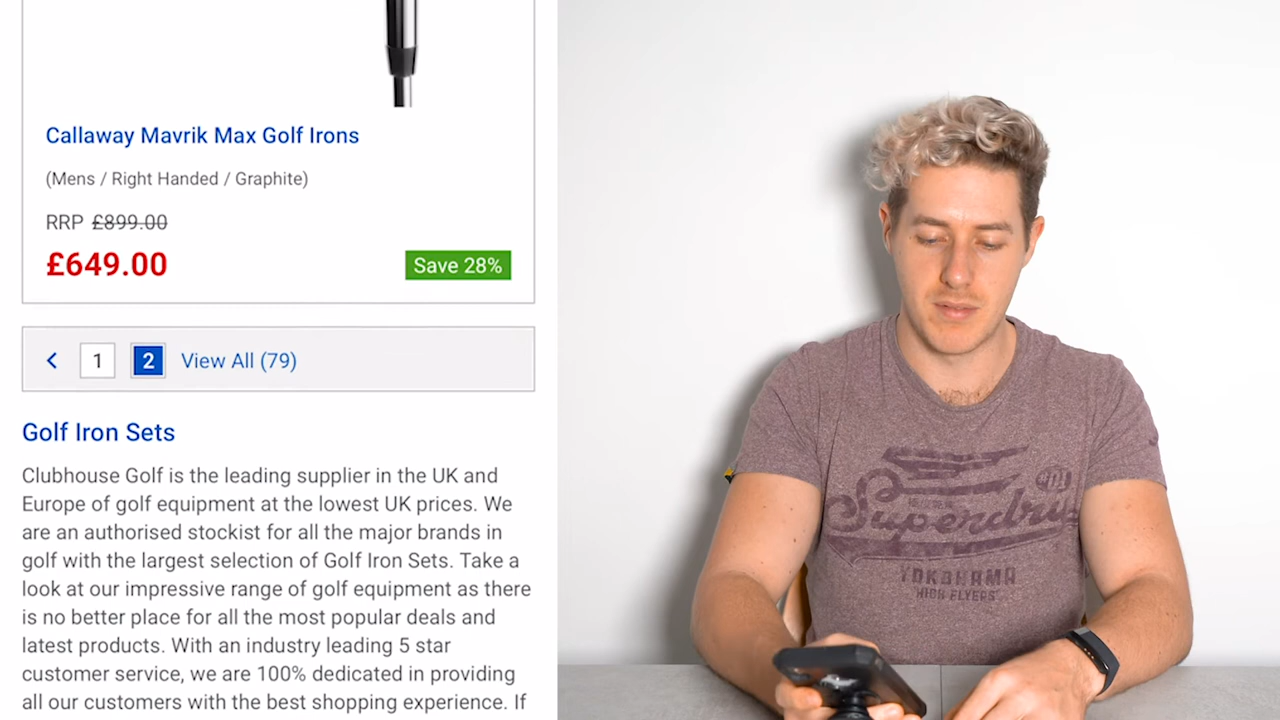 Callaway Mavrik Max Golf Irons
(Mens / Right Handed / Graphite)
RRP £899.00
£649.00
Save 28%
1
2
View All (79)
Golf Iron Sets
Clubhouse Golf is the leading supplier in the UK and
Europe of golf equipment at the lowest UK prices. We
are an authorised stockist for all the major brands in
golf with the largest selection of Golf Iron Sets. Take a
look at our impressive range of golf equipment as there
is no better place for all the most popular deals and
latest products. With an industry leading 5 star
customer service, we are 100% dedicated in providing
all our customers with the best shopping experience. If
Superdry
YOKOHAMA
HIGH FLYERS